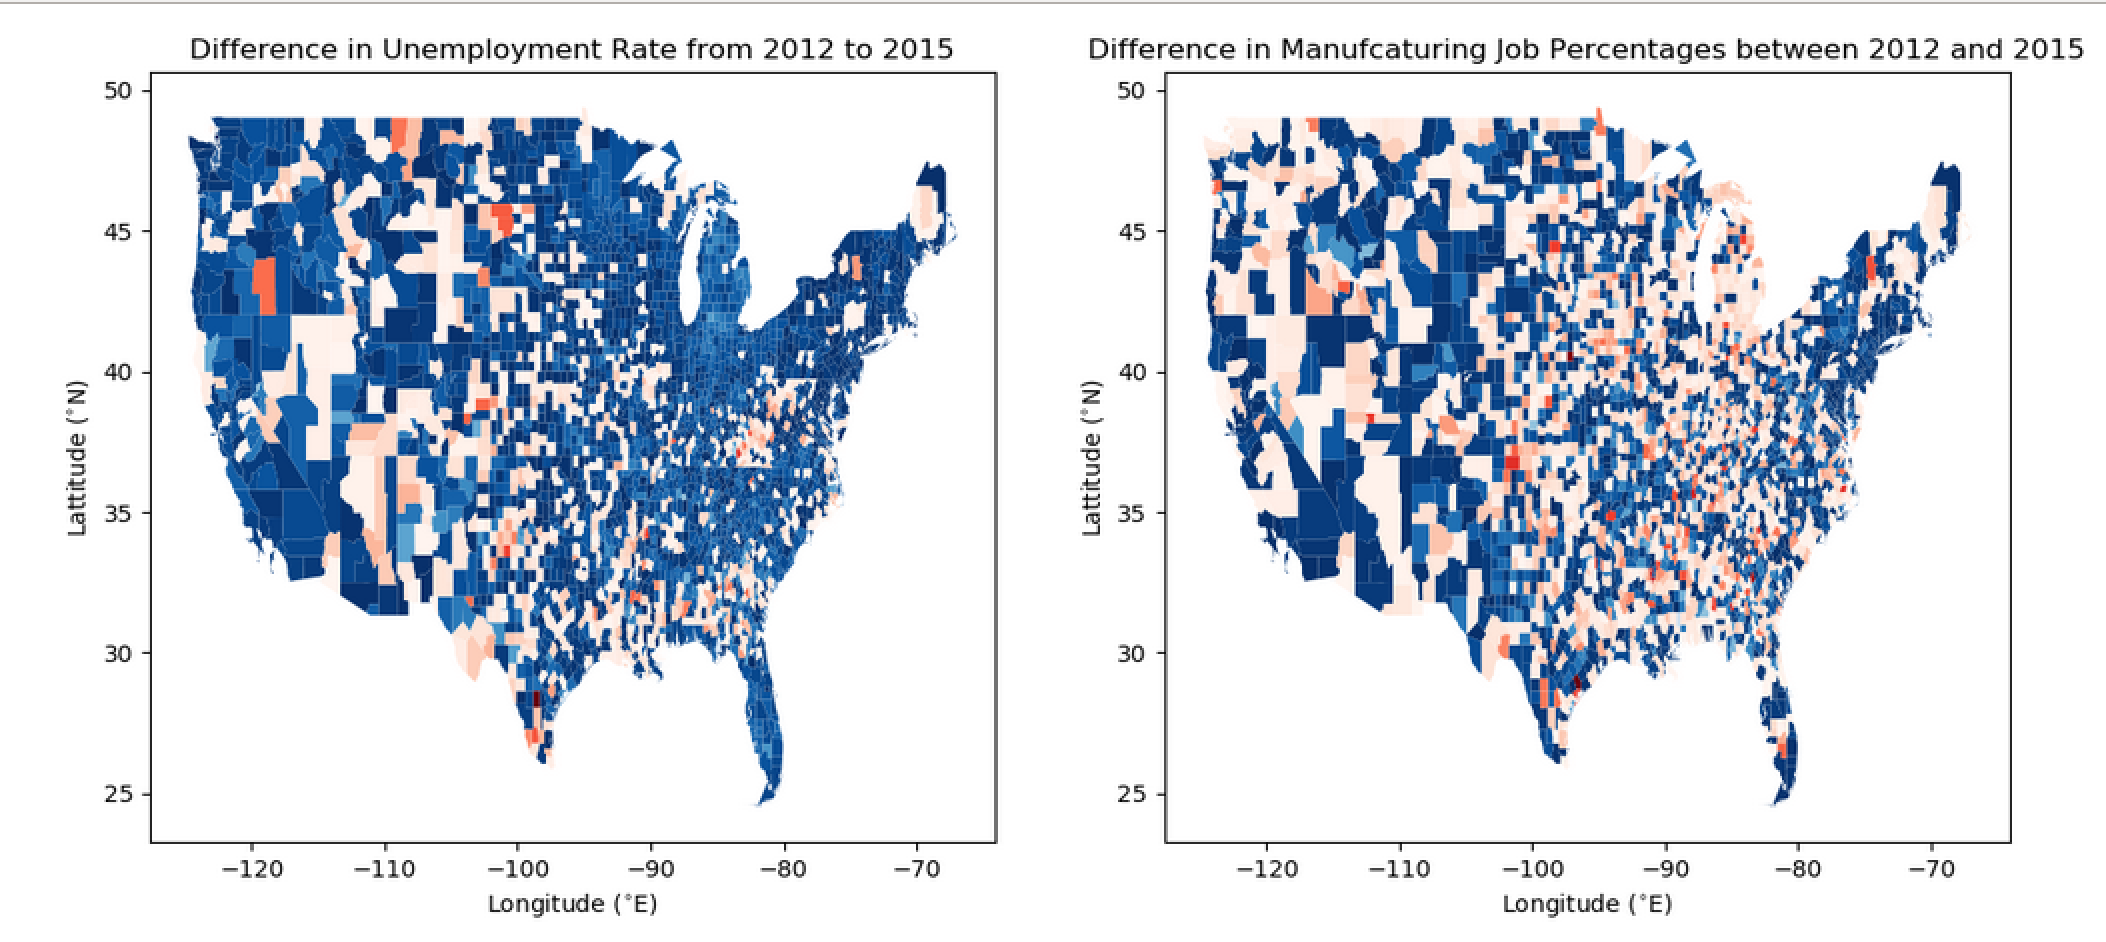 Difference in Unemployment Rate from 2012 to 2015
50
45
40
35
30
25
Lattitude (°N)
−120 −110 −100 −90 −80 −70
Longitude (°E)
Difference in Manufcaturing Job Percentages between 2012 and 2015
50
45
40
35
30
25
Lattitude (°N)
−120 −110 −100 −90 −80 −70
Longitude (°E)